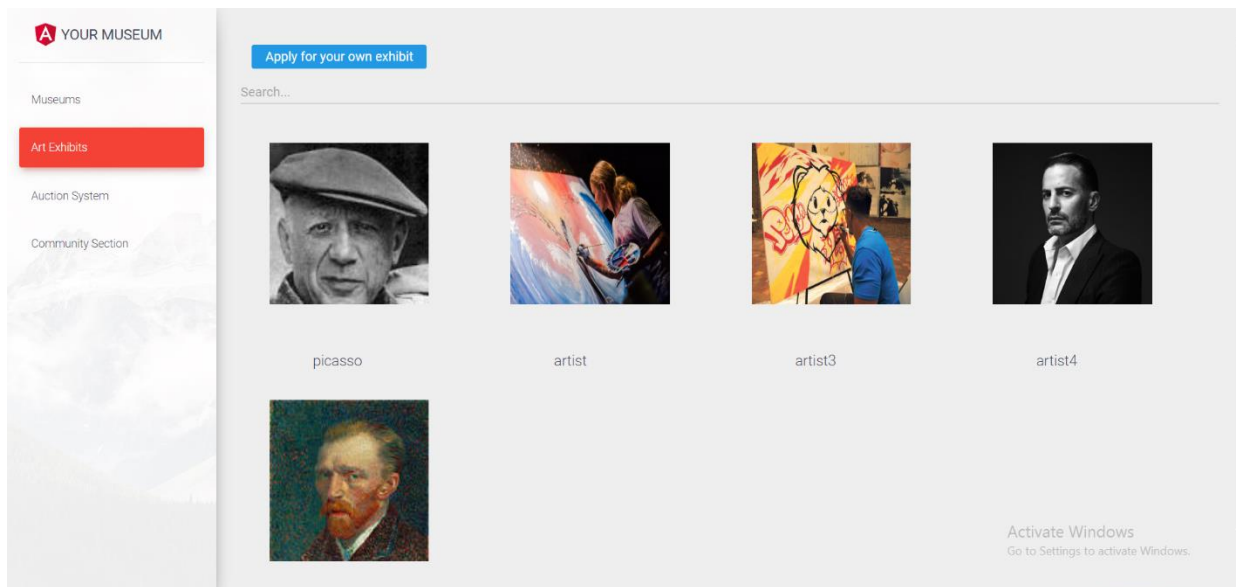 YOUR MUSEUM
Apply for your own exhibit
Search...
Museums
Art Exhibits
Auction System
Community Section
picasso
artist
artist3
artist4
Activate Windows
Go to Settings to activate Windows.